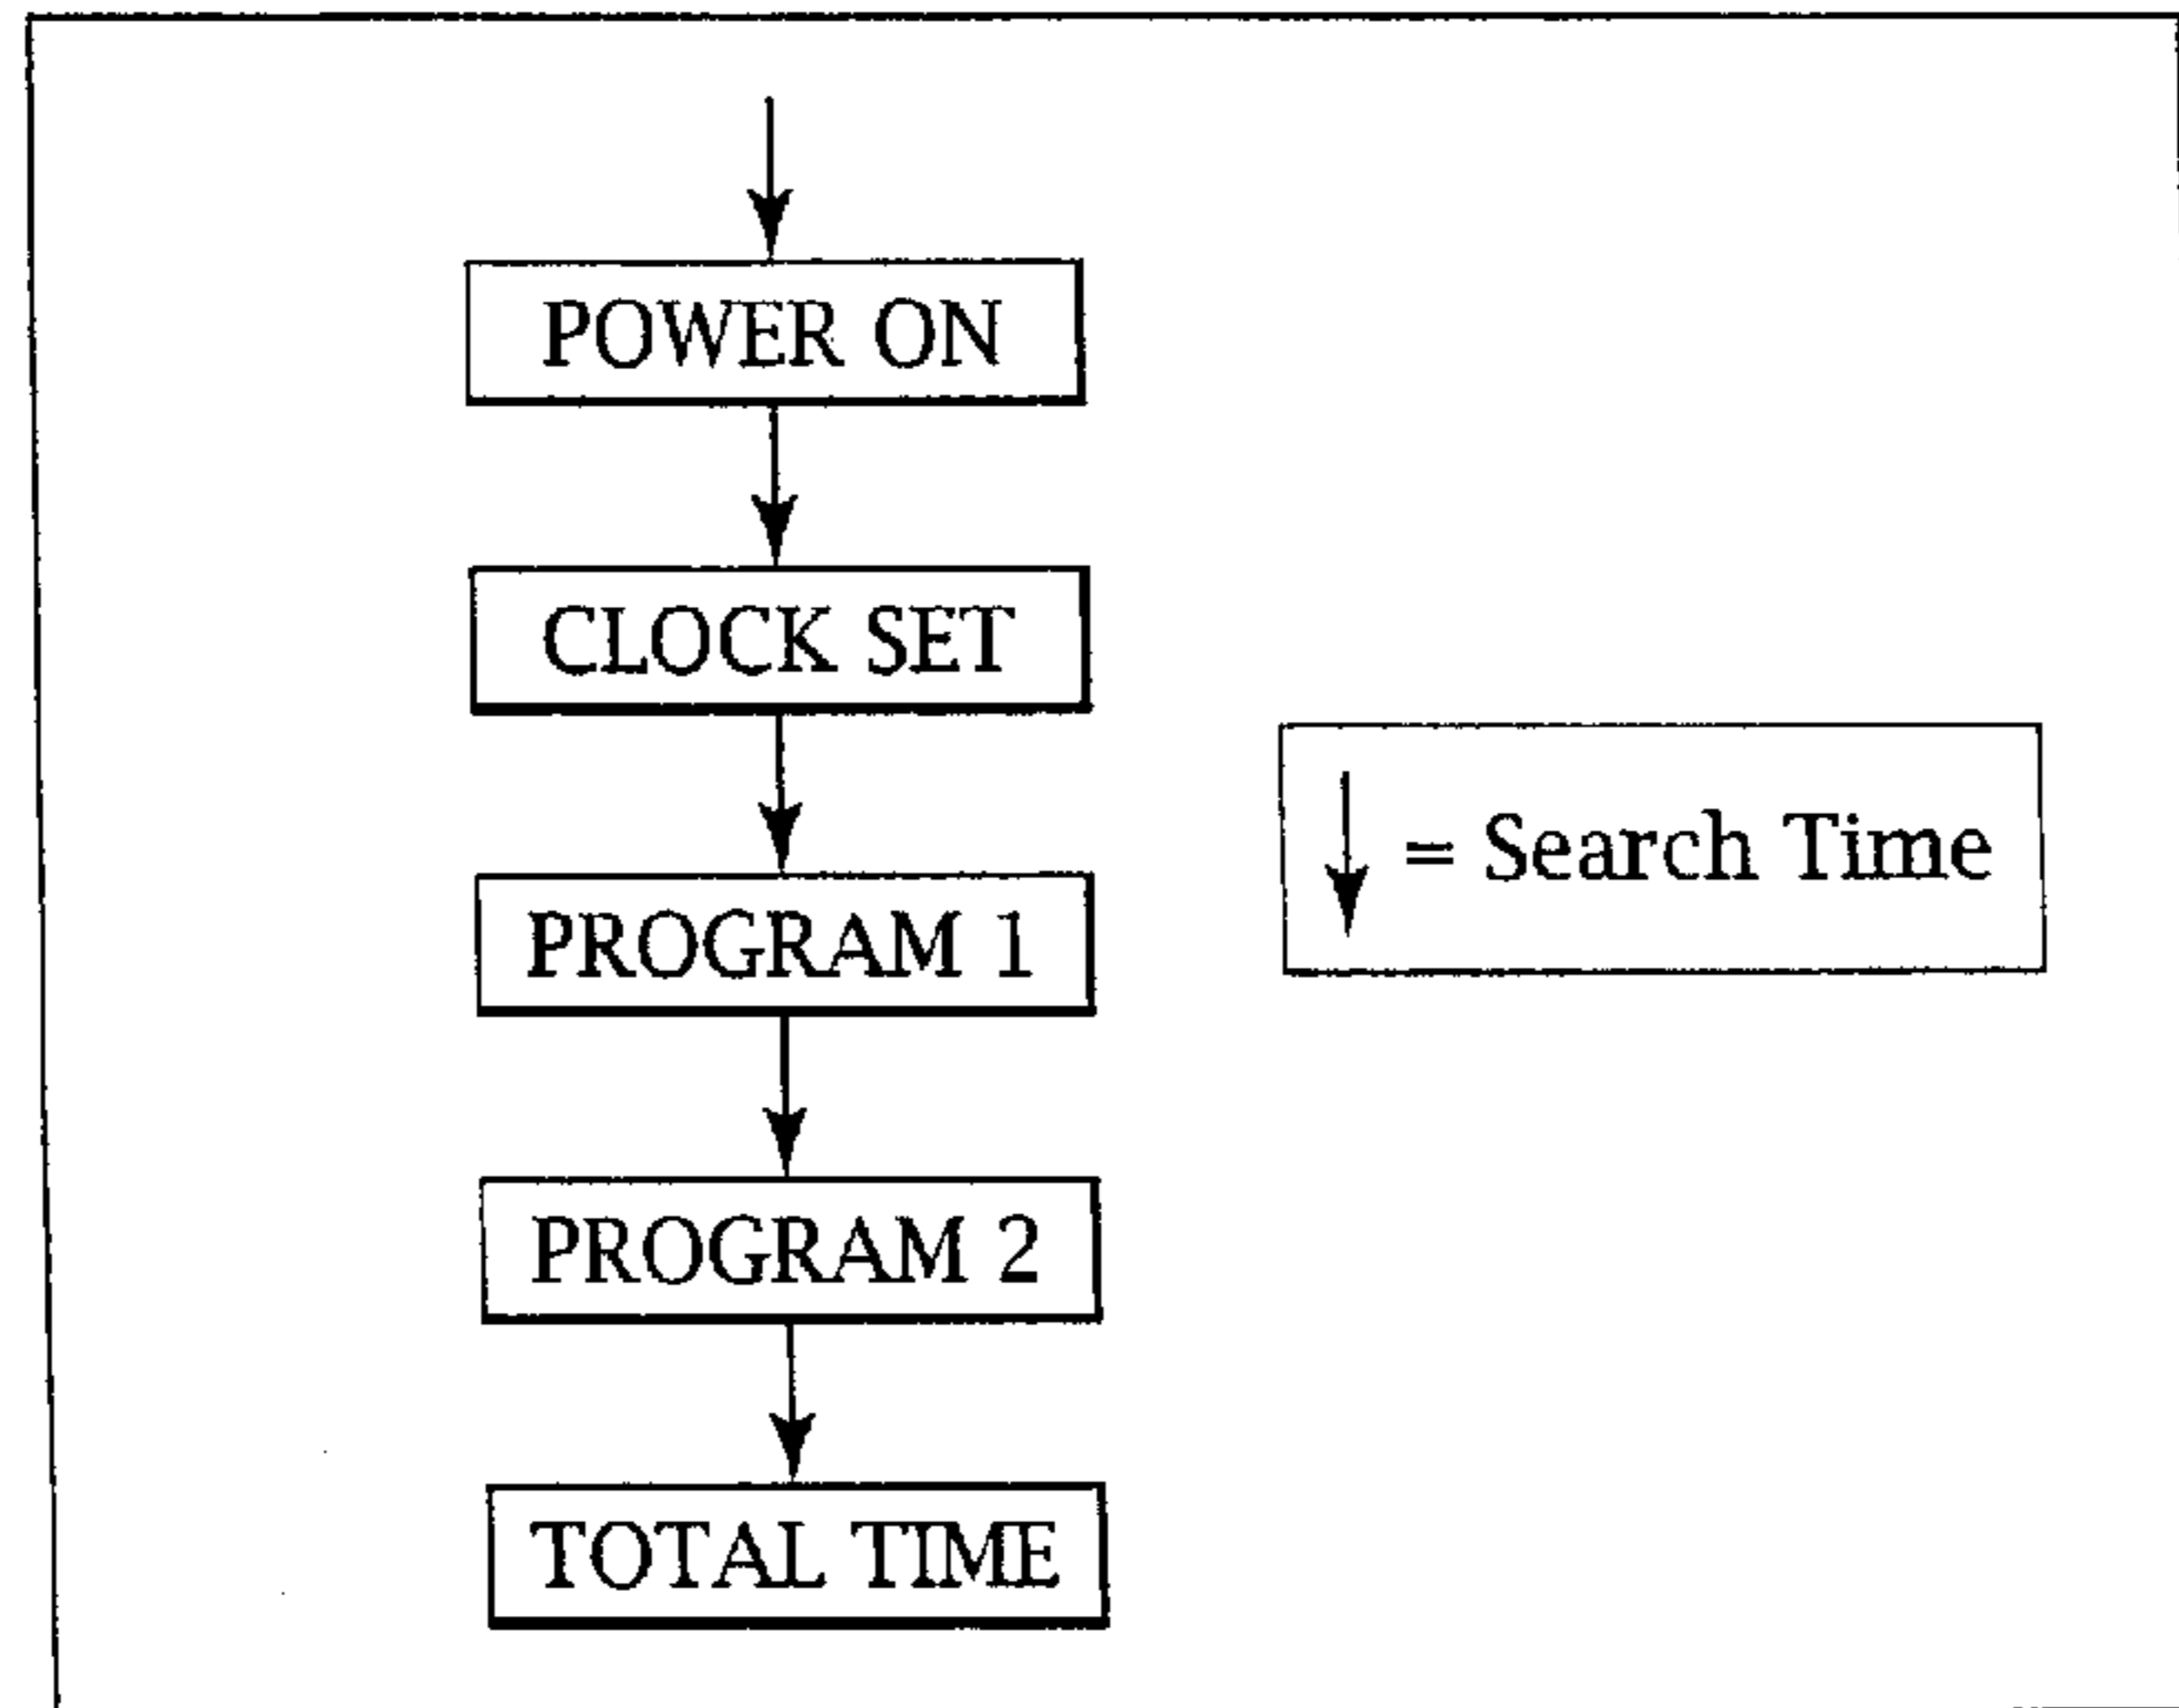 POWER ON
CLOCK SET
PROGRAM 1
PROGRAM 2
TOTAL TIME
= Search Time